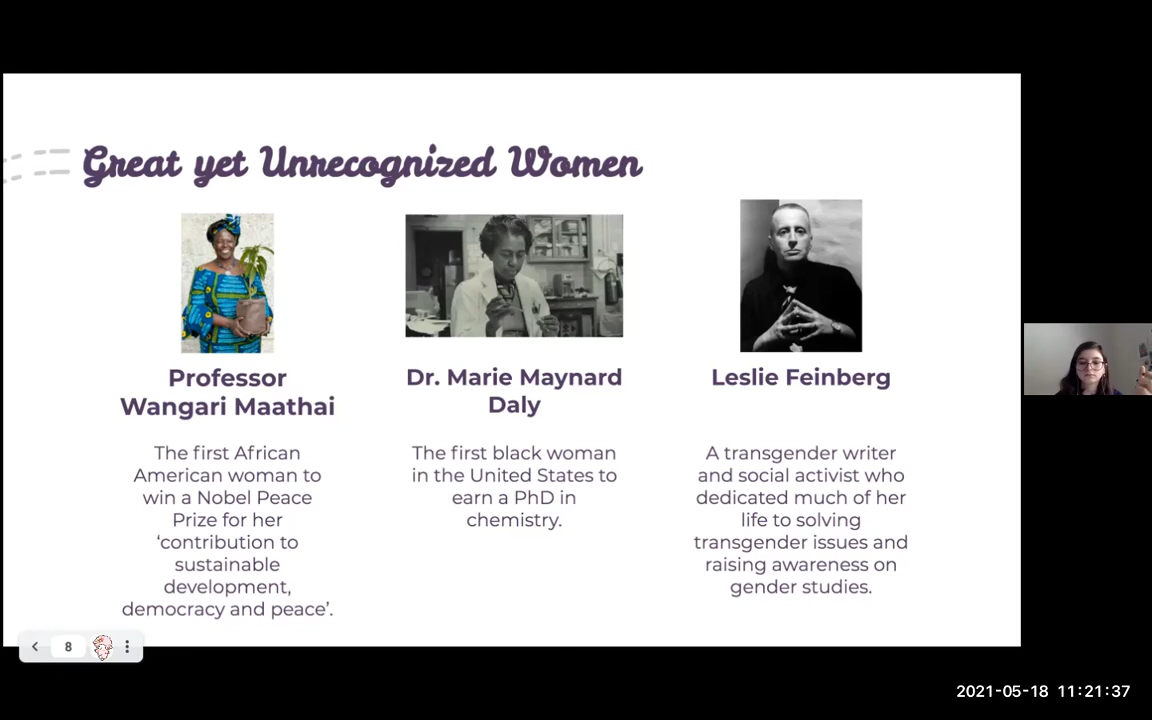 Great yet Unrecognized Women
Professor
Wangari Maathai
The first African
American woman to
win a Nobel Peace
Prize for her
‘contribution to
sustainable
development,
democracy and peace’.
Dr. Marie Maynard
Daly
The first black woman
in the United States to
earn a PhD in
chemistry.
Leslie Feinberg
A transgender writer
and social activist who
dedicated much of her
life to solving
transgender issues and
raising awareness on
gender studies.
8
2021-05-18 11:21:37